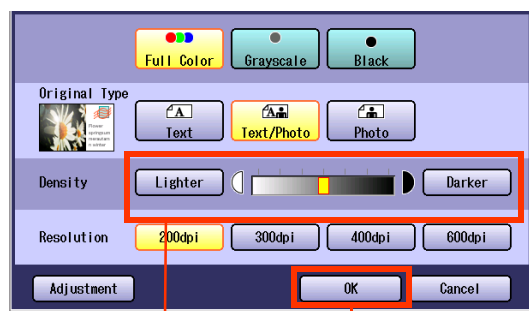 Full Color Grayscale Black
Original Type
A A
Text Text/Photo Photo
Density Lighter Darker
Resolution 200dpi 300dpi 400dpi 600dpi
Adjustment OK Cancel